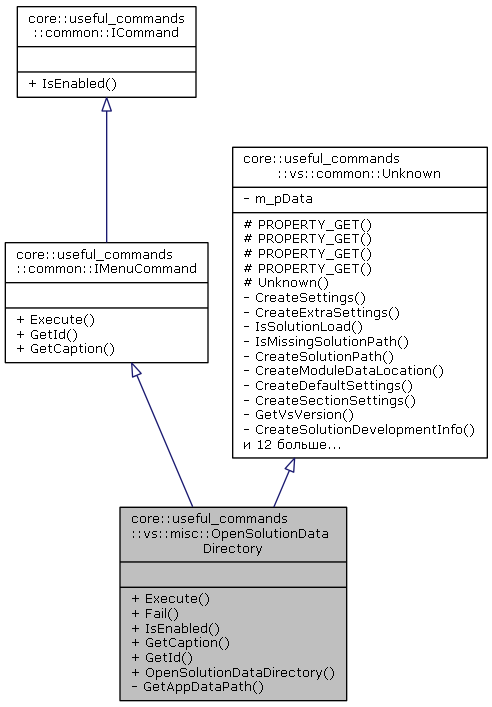 core::useful_commands
::common::ICommand
+ IsEnabled()
core::useful_commands
::vs::common::Unknown
- m_pData
# PROPERTY_GET()
# PROPERTY_GET()
# PROPERTY_GET()
# PROPERTY_GET()
# Unknown()
- CreateSettings()
- CreateExtraSettings()
- IsSolutionLoad()
- IsMissingSolutionPath()
- CreateSolutionPath()
- CreateModuleDataLocation()
- CreateDefaultSettings()
- CreateSectionSettings()
- GetVsVersion()
- CreateSolutionDevelopmentInfo()
и 12 больше...
core::useful_commands
::common::IMenuCommand
+ Execute()
+ GetId()
+ GetCaption()
core::useful_commands
::vs::misc::OpenSolutionData
Directory
+ Execute()
+ Fail()
+ IsEnabled()
+ GetCaption()
+ GetId()
+ OpenSolutionDataDirectory()
- GetAppDataPath()